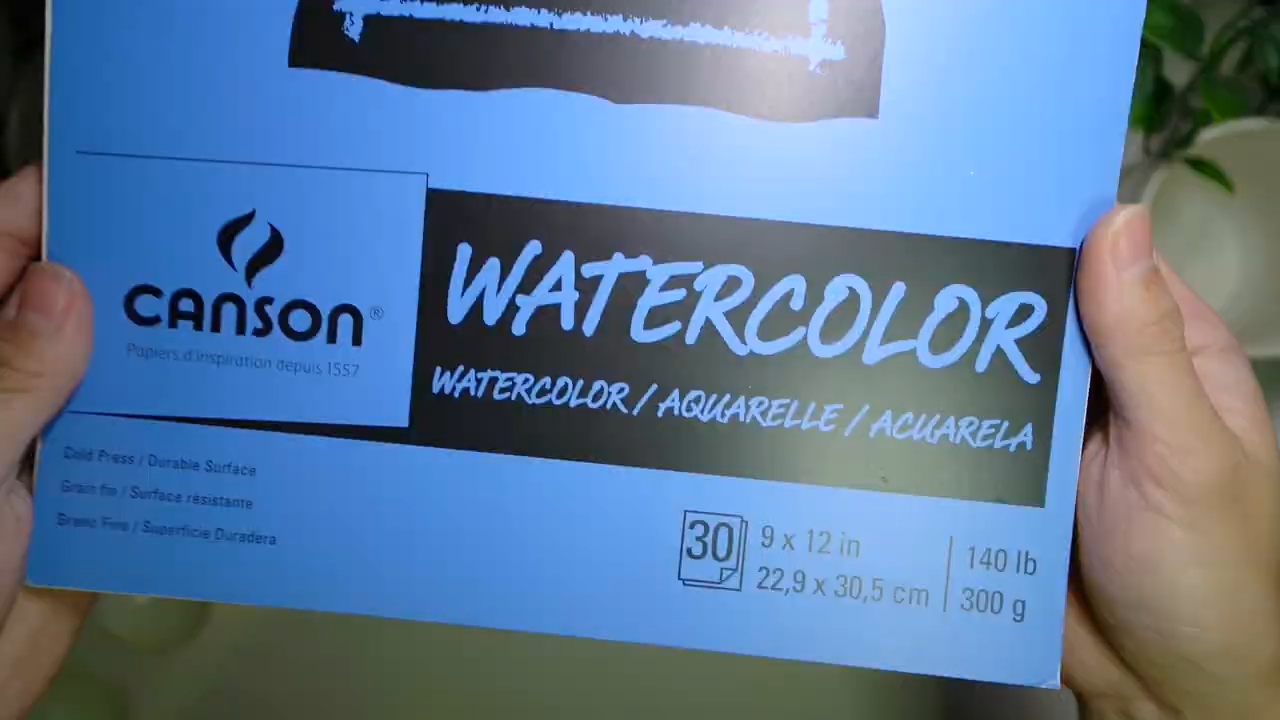 CANSON®
Papiers d'inspiration depuis 1557
WATERCOLOR
WATERCOLOR / AQUARELLE / ACUARELA
Cold Press / Durable Surface
Grain fin / Surface résistante
Grano Fino / Superficie Duradera
30
9 x 12 in
22,9 x 30,5 cm
140 lb
300 g